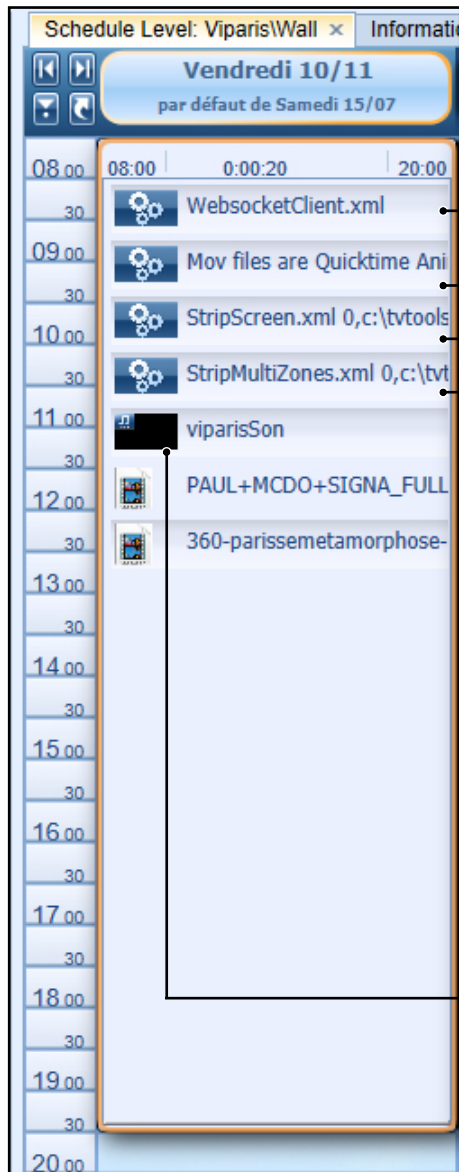 Schedule Level: Viparis\Wall × Informati
Vendredi 10/11
par défaut de Samedi 15/07
08:00 0:00:20 20:00
WebsocketClient.xml
Mov files are Quicktime Ani
StripScreen.xml 0,c:\tvtools
StripMultiZones.xml 0,c:\tvt
viparisSon
PAUL+MCDO+SIGNA_FULL
360-parissemetamorphose-
08 00
30
09 00
30
10 00
30
11 00
30
12 00
30
13 00
30
14 00
30
15 00
30
16 00
30
17 00
30
18 00
30
19 00
30
20 00